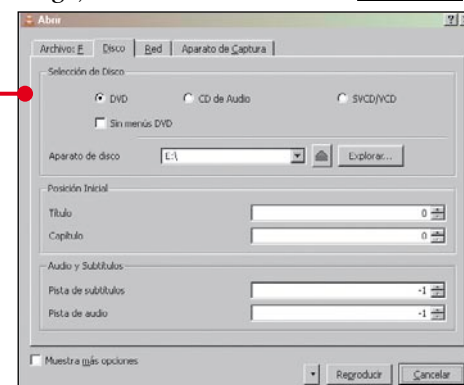 Abrir
Archivo: F Disco Red Aparato de Captura
Selección de Disco
DVD CD de Audio SVCD/VCD
Sin menús DVD
Aparato de disco E:\ Explorar...
Posición Inicial
Título 0
Capítulo 0
Audio y Subtítulos
Pista de subtítulos -1
Pista de audio -1
Muestra más opciones
Reproducir Cancelar